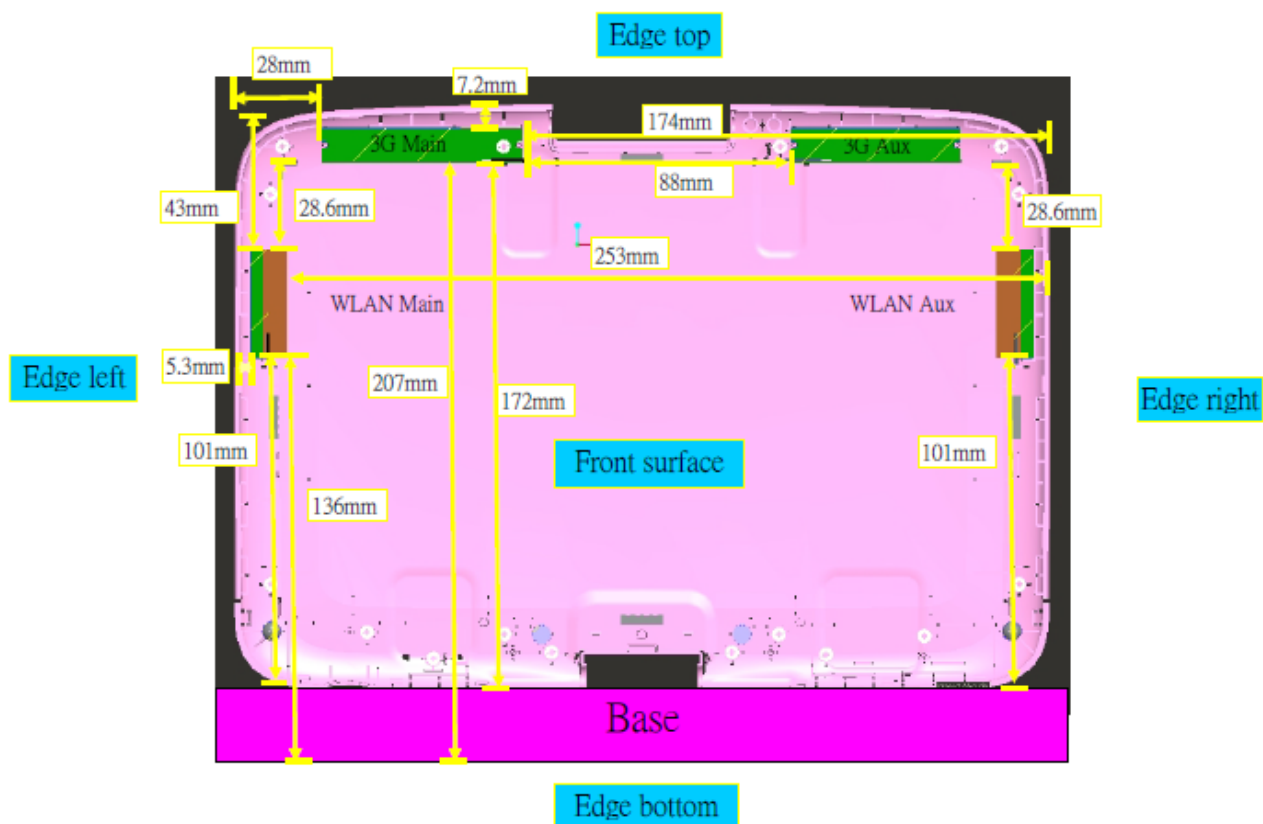 Edge top
28mm
7.2mm
174mm
3G Main
3G Aux
88mm
43mm
28.6mm
28.6mm
253mm
WLAN Main
WLAN Aux
5.3mm
Edge left
207mm
172mm
Edge right
101mm
Front surface
101mm
136mm
Base
Edge bottom